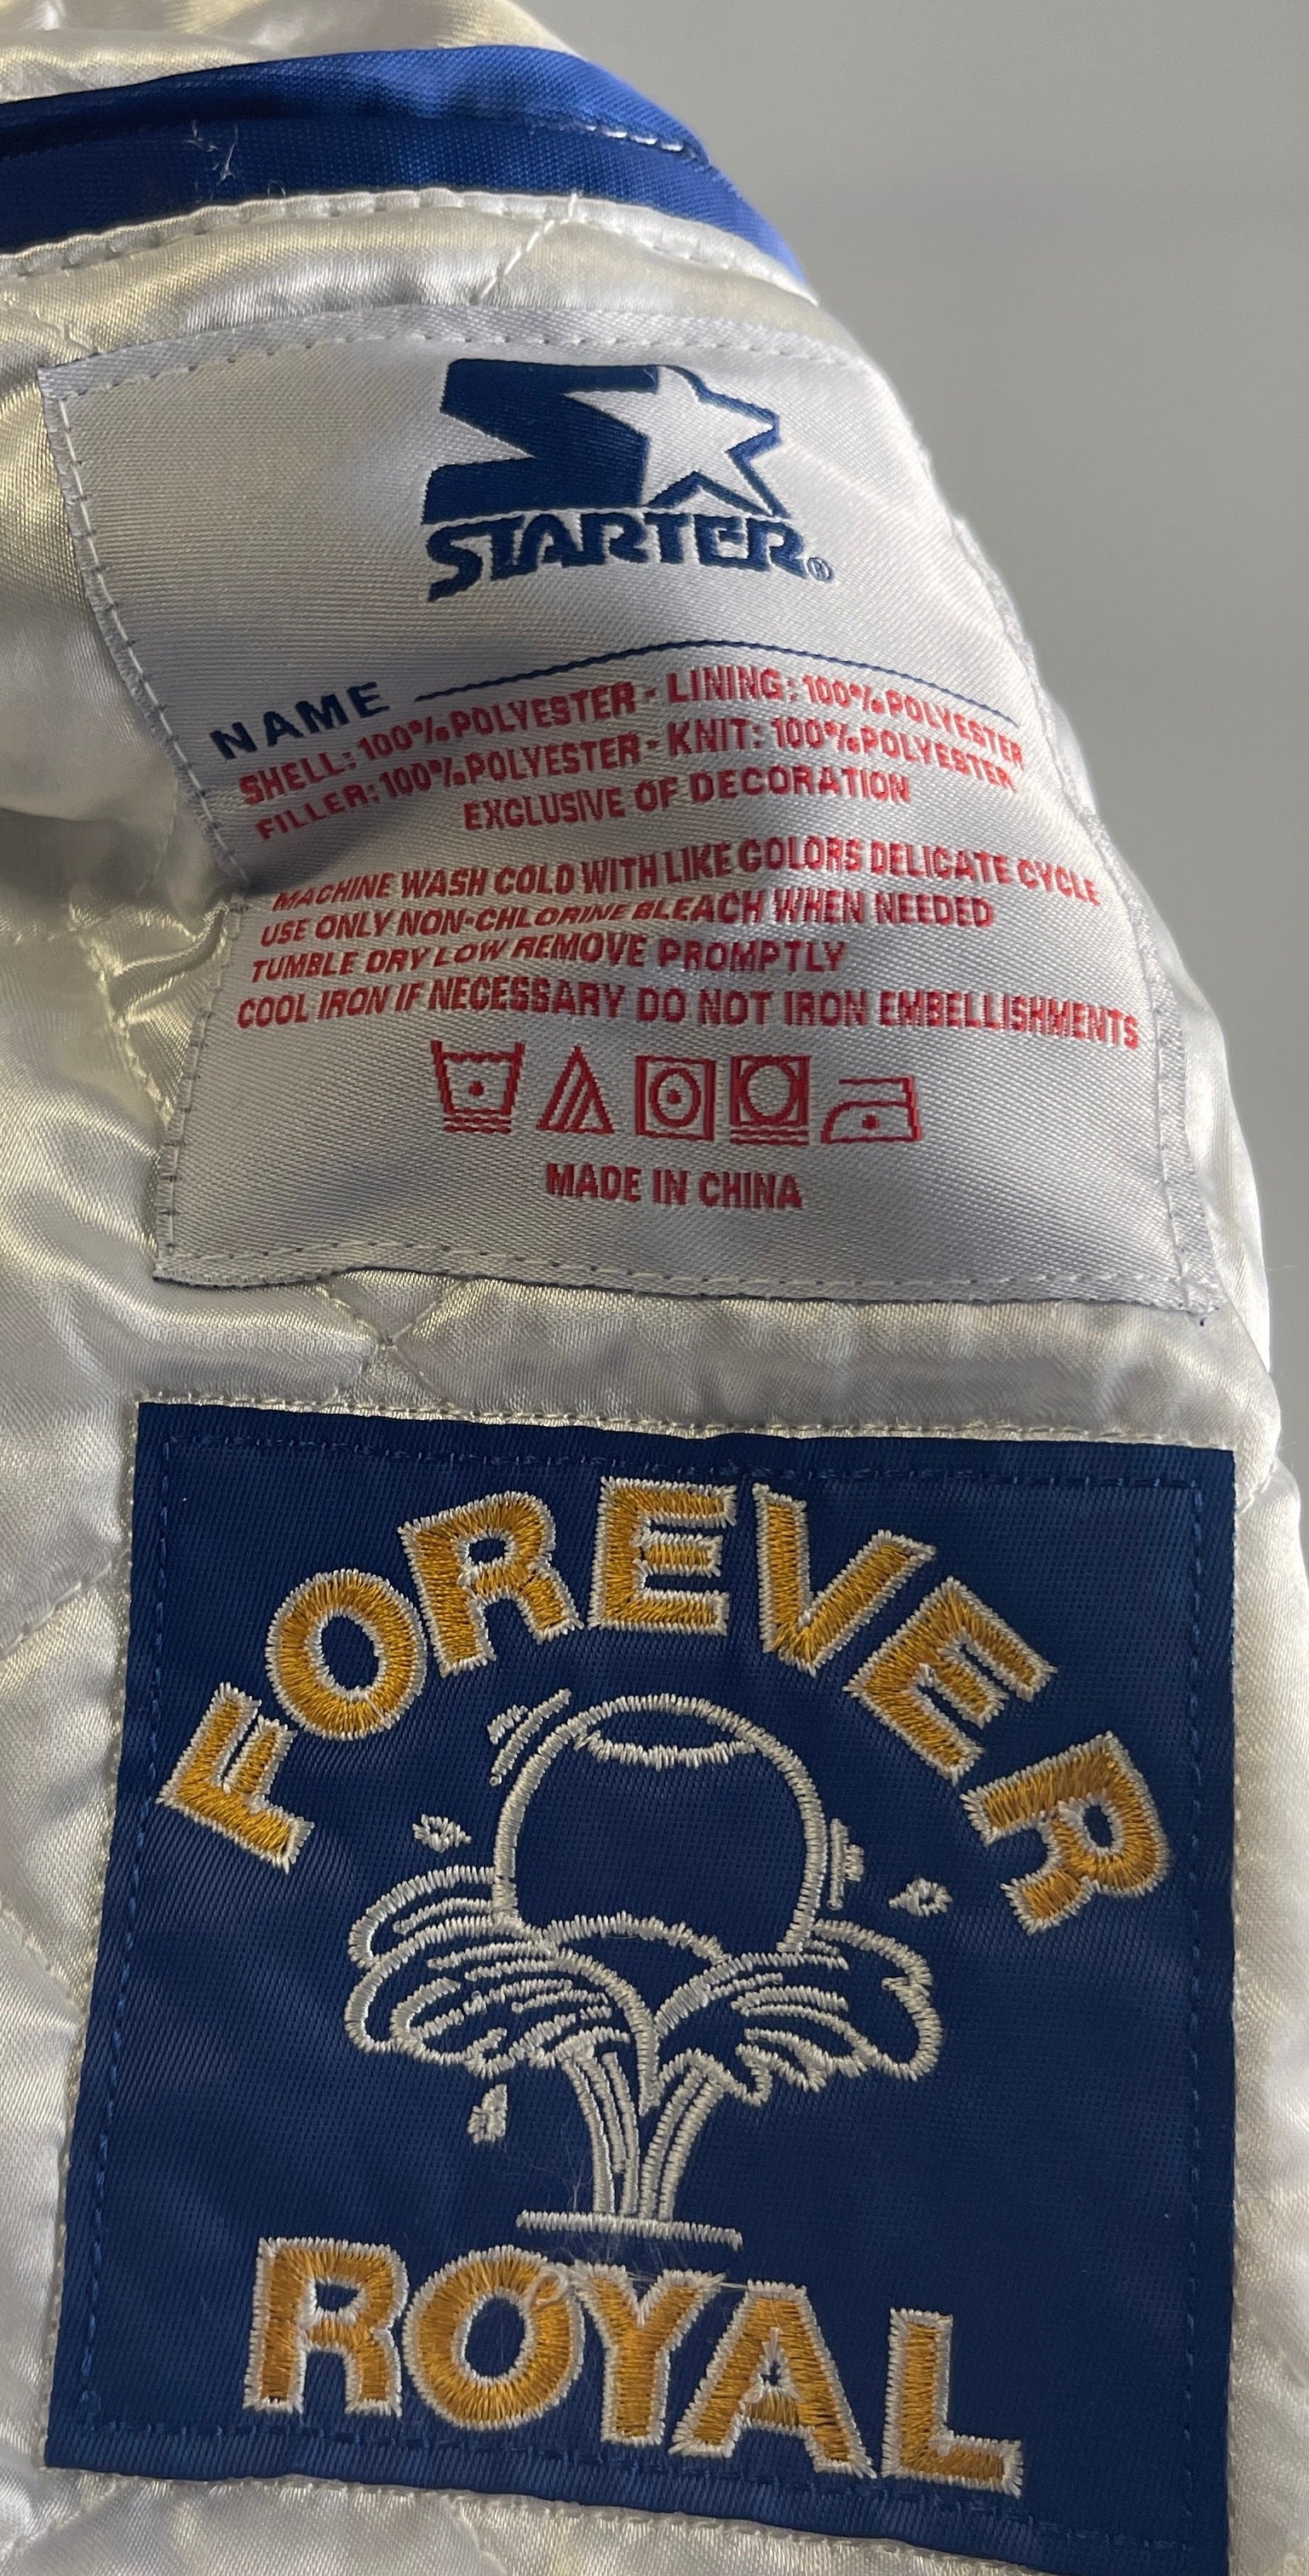 STARTER®
NAME
SHELL: 100% POLYESTER - LINING: 100% POLYESTER
FILLER: 100% POLYESTER - KNIT: 100% POLYESTER
EXCLUSIVE OF DECORATION
MACHINE WASH COLD WITH LIKE COLORS DELICATE CYCLE
USE ONLY NON-CHLORINE BLEACH WHEN NEEDED
TUMBLE DRY LOW REMOVE PROMPTLY
COOL IRON IF NECESSARY DO NOT IRON EMBELLISHMENTS
MADE IN CHINA
FOREVER
ROYAL